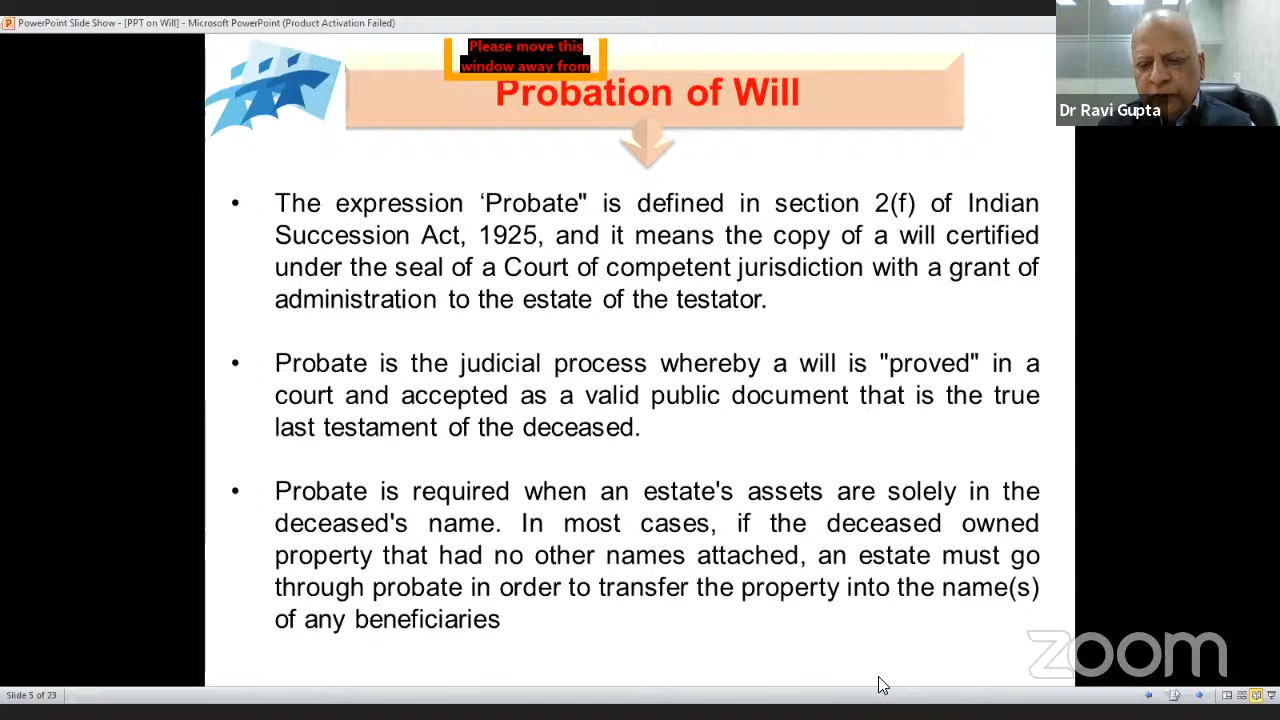 PowerPoint Slide Show - [PPT on Will] - Microsoft PowerPoint (Product Activation Failed)
Please move this
window away from
Probation of Will
Dr Ravi Gupta
• The expression ‘Probate" is defined in section 2(f) of Indian
Succession Act, 1925, and it means the copy of a will certified
under the seal of a Court of competent jurisdiction with a grant of
administration to the estate of the testator.
• Probate is the judicial process whereby a will is "proved" in a
court and accepted as a valid public document that is the true
last testament of the deceased.
• Probate is required when an estate's assets are solely in the
deceased's name. In most cases, if the deceased owned
property that had no other names attached, an estate must go
through probate in order to transfer the property into the name(s)
of any beneficiaries
zoom
Slide 5 of 23